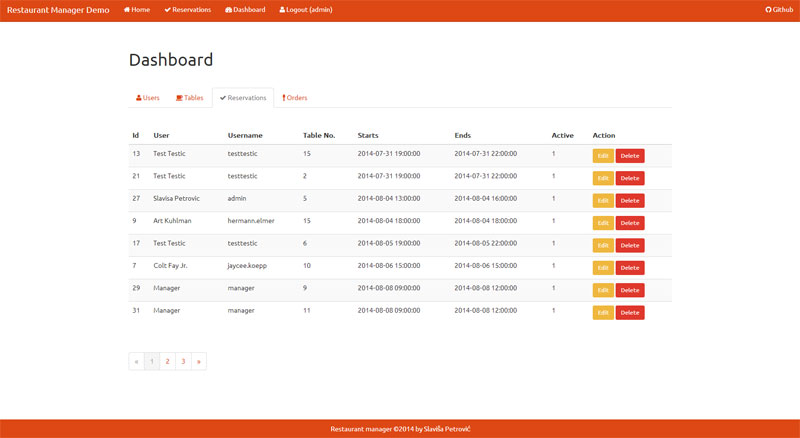 Restaurant Manager Demo Home Reservations Dashboard Logout (admin) Github
Dashboard
Users Tables Reservations Orders
Id User Username Table No. Starts Ends Active Action
13 Test Testic testtestic 15 2014-07-31 19:00:00 2014-07-31 22:00:00 1 Edit Delete
21 Test Testic testtestic 2 2014-07-31 19:00:00 2014-07-31 22:00:00 1 Edit Delete
27 Slavisa Petrovic admin 5 2014-08-04 13:00:00 2014-08-04 16:00:00 1 Edit Delete
9 Art Kuhlman hermann.elmer 15 2014-08-04 18:00:00 2014-08-04 18:00:00 1 Edit Delete
17 Test Testic testtestic 6 2014-08-05 19:00:00 2014-08-05 22:00:00 1 Edit Delete
7 Colt Fay Jr. jaycee.koepp 10 2014-08-06 15:00:00 2014-08-06 15:00:00 1 Edit Delete
29 Manager manager 9 2014-08-08 09:00:00 2014-08-08 12:00:00 1 Edit Delete
31 Manager manager 11 2014-08-08 09:00:00 2014-08-08 12:00:00 1 Edit Delete
« 1 2 3 »
Restaurant manager ©2014 by Slaviša Petrović